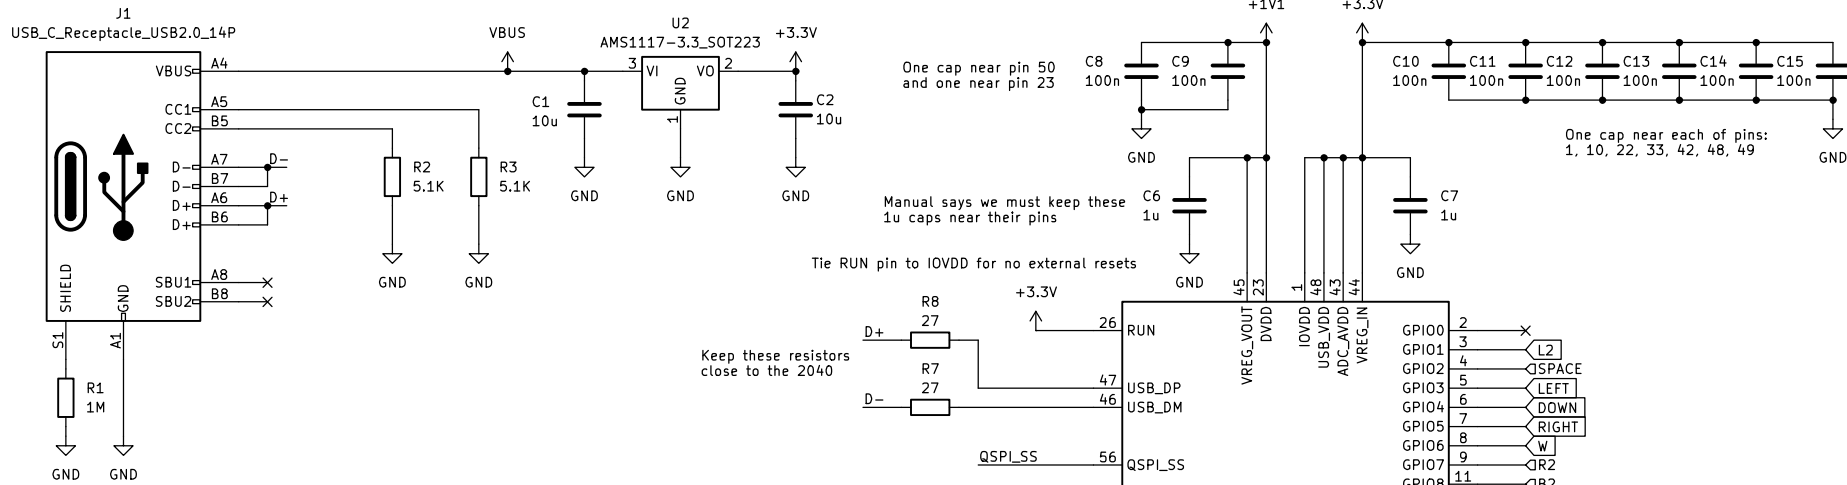 J1
USB_C_Receptacle_USB2.0_14P
VBUS
A4
CC1
A5
CC2
B5
D-
A7
D-
D-
B7
D+
A6
D+
D+
B6
SBU1
A8
SBU2
B8
SHIELD
GND
S1
A1
R1
1M
GND
GND
R2
5.1K
GND
R3
5.1K
GND
VBUS
C1
10u
GND
U2
AMS1117-3.3_SOT223
3
VI
VO
2
GND
1
GND
+3.3V
C2
10u
GND
+1V1
+3.3V
One cap near pin 50
and one near pin 23
C8
100n
C9
100n
GND
C10
100n
C11
100n
C12
100n
C13
100n
C14
100n
C15
100n
One cap near each of pins:
1, 10, 22, 33, 42, 48, 49
GND
Manual says we must keep these
1u caps near their pins
C6
1u
GND
C7
1u
GND
Tie RUN pin to IOVDD for no external resets
+3.3V
45
23
1
48
43
44
VREG_VOUT
DVDD
IOVDD
USB_VDD
ADC_AVDD
VREG_IN
26
RUN
Keep these resistors
close to the 2040
R8
27
D+
R7
27
D-
47
USB_DP
46
USB_DM
QSPI_SS
56
QSPI_SS
GPIO0
2
GPIO1
3
L2
GPIO2
4
SPACE
GPIO3
5
LEFT
GPIO4
6
DOWN
GPIO5
7
RIGHT
GPIO6
8
W
GPIO7
9
R2
GPIO8
11
B2